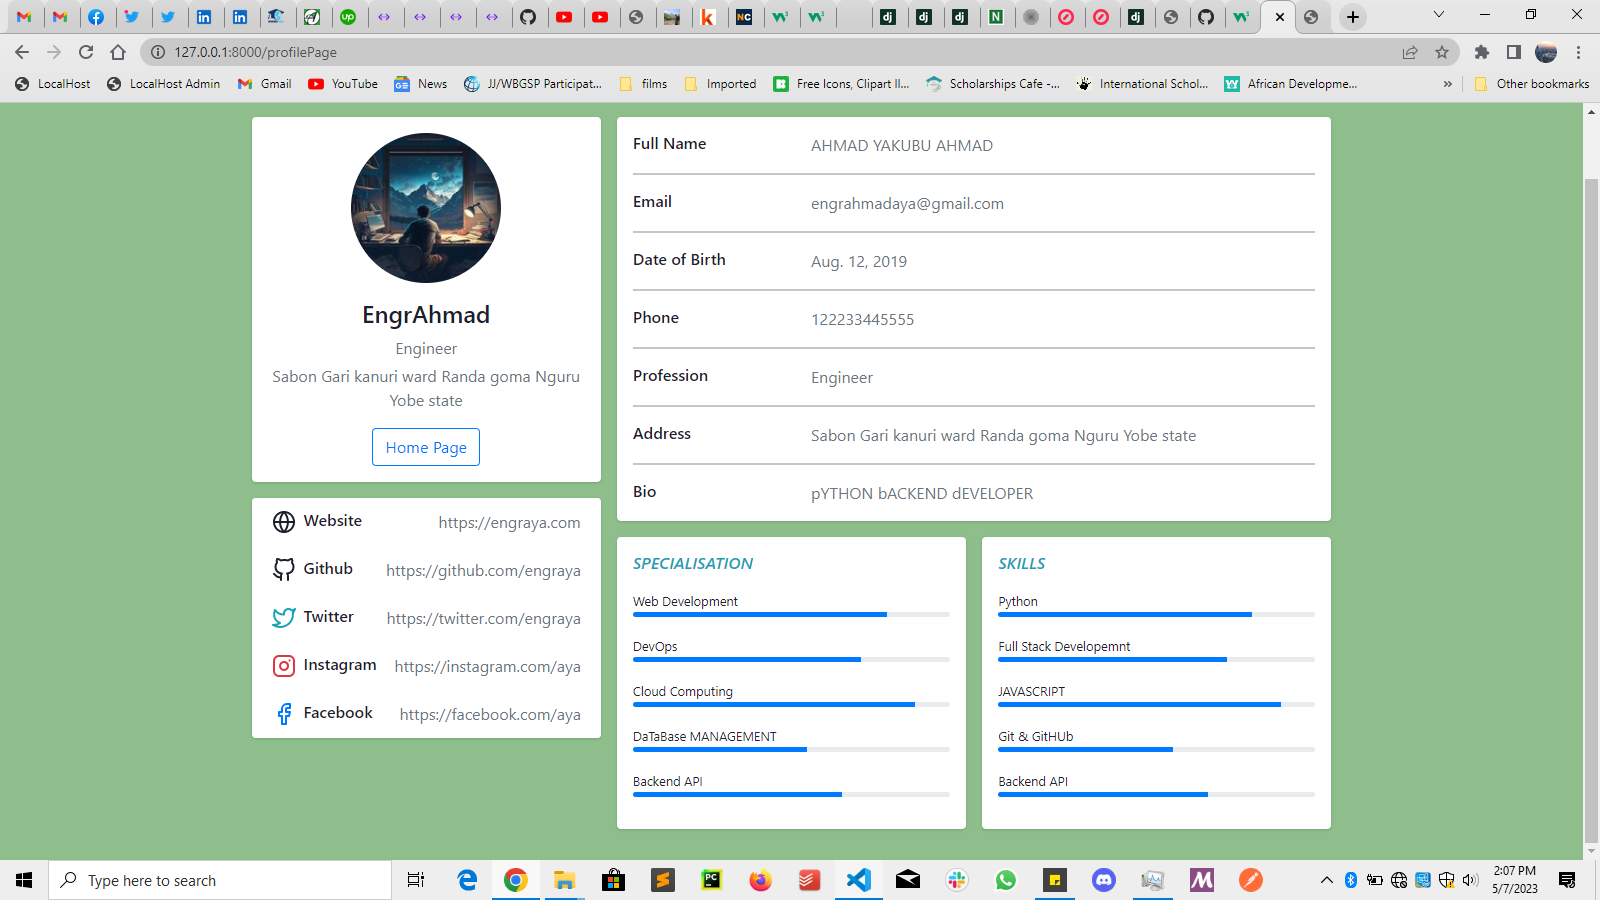 127.0.0.1:8000/profilePage
LocalHost
LocalHost Admin
Gmail
YouTube
News
JJ/WBGSP Participat...
films
Imported
Free Icons, Clipart Il...
Scholarships Cafe -...
International Schol...
African Developme...
»
Other bookmarks
EngrAhmad
Engineer
Sabon Gari kanuri ward Randa goma Nguru
Yobe state
Home Page
Website https://engraya.com
Github https://github.com/engraya
Twitter https://twitter.com/engraya
Instagram https://instagram.com/aya
Facebook https://facebook.com/aya
Full Name AHMAD YAKUBU AHMAD
Email engrahmadaya@gmail.com
Date of Birth Aug. 12, 2019
Phone 122233445555
Profession Engineer
Address Sabon Gari kanuri ward Randa goma Nguru Yobe state
Bio pYTHON bACKEND dEVELOPER
SPECIALISATION
Web Development
DevOps
Cloud Computing
DaTaBase MANAGEMENT
Backend API
SKILLS
Python
Full Stack Developemnt
JAVASCRIPT
Git & GitHUb
Backend API
Type here to search
2:07 PM
5/7/2023